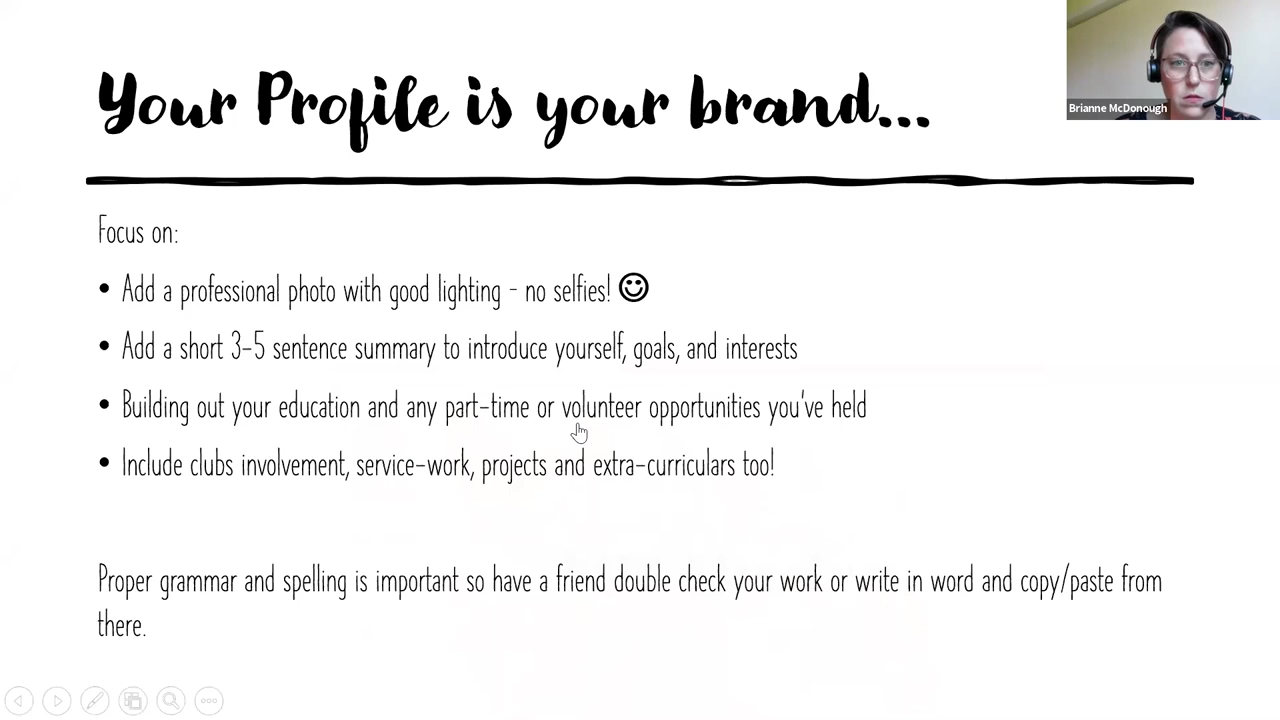 Your Profile is your brand...
Brianne McDonough
Focus on:
• Add a professional photo with good lighting - no selfies! ☺
• Add a short 3-5 sentence summary to introduce yourself, goals, and interests
• Building out your education and any part-time or volunteer opportunities you've held
• Include clubs involvement, service-work, projects and extra-curriculars too!
Proper grammar and spelling is important so have a friend double check your work or write in word and copy/paste from
there.